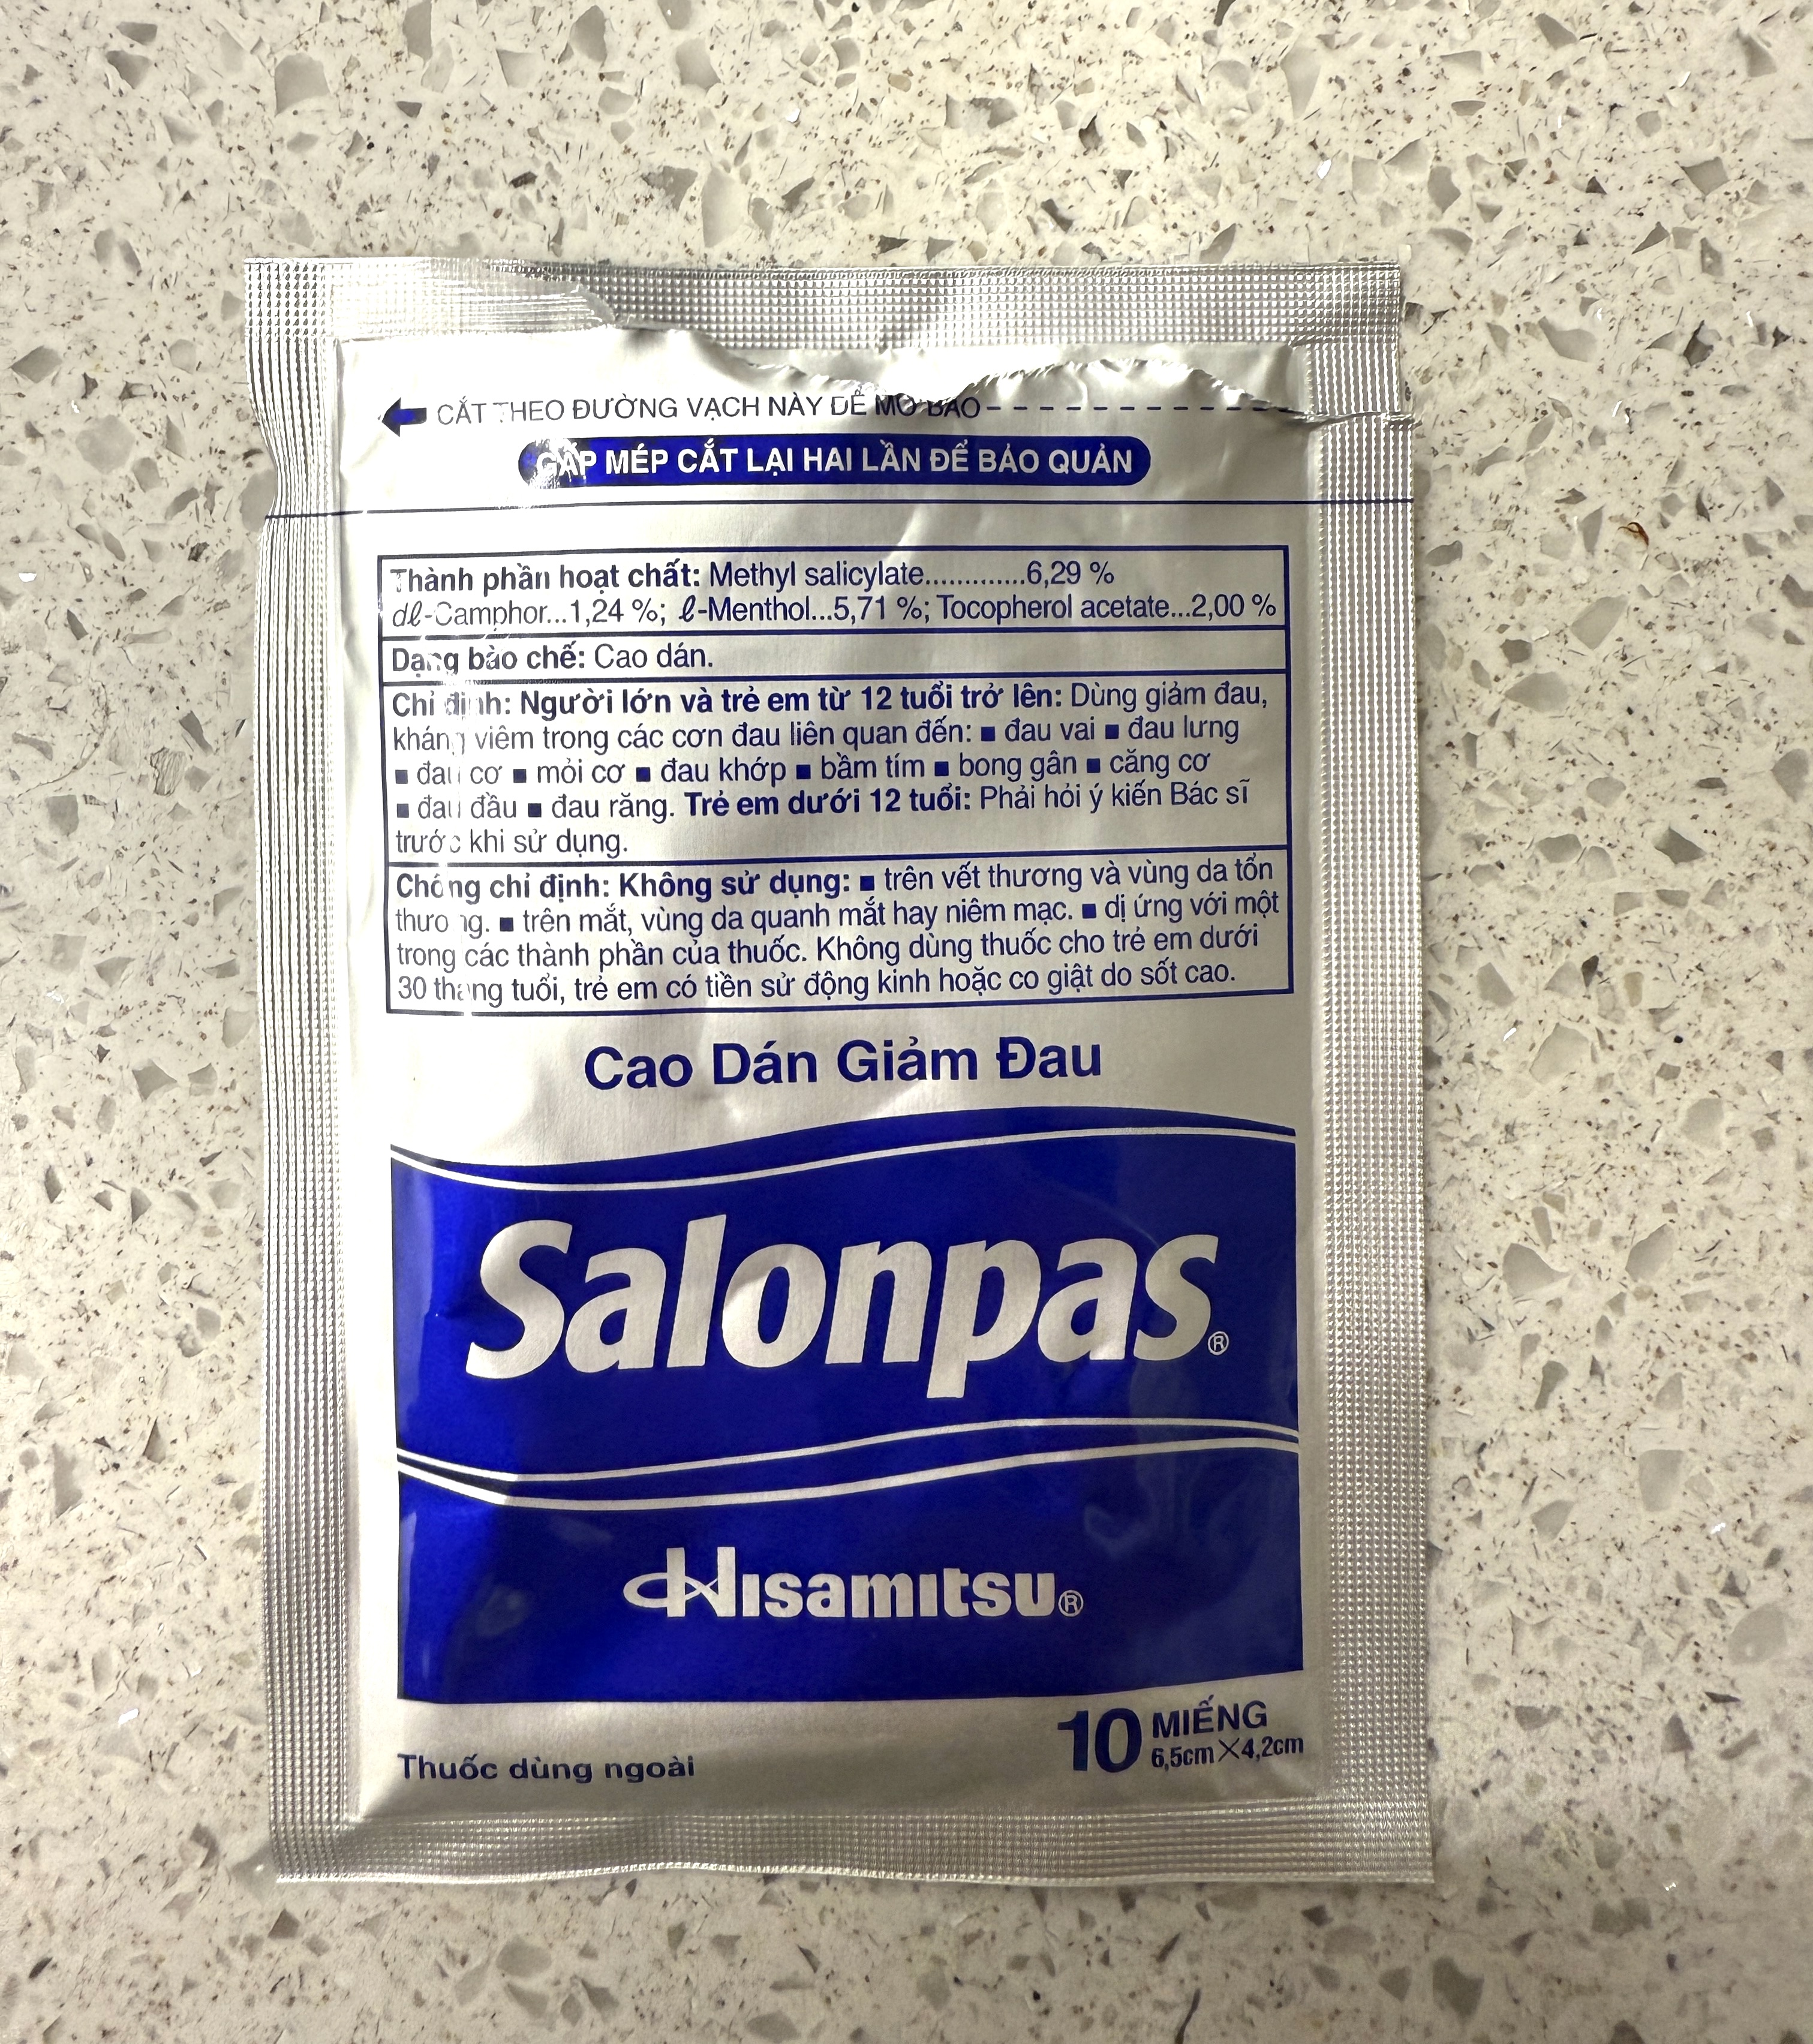 CẮT THEO ĐƯỜNG VẠCH NÀY ĐỂ MỞ BAO
GẤP MÉP CẮT LẠI HAI LẦN ĐỂ BẢO QUẢN
Thành phần hoạt chất: Methyl salicylate.............6,29 %
dℓ-Camphor...1,24 %; ℓ-Menthol...5,71 %; Tocopherol acetate...2,00 %
Dạng bào chế: Cao dán.
Chỉ định: Người lớn và trẻ em từ 12 tuổi trở lên: Dùng giảm đau,
kháng viêm trong các cơn đau liên quan đến: ■ đau vai ■ đau lưng
■ đau cơ ■ mỏi cơ ■ đau khớp ■ bầm tím ■ bong gân ■ căng cơ
■ đau đầu ■ đau răng. Trẻ em dưới 12 tuổi: Phải hỏi ý kiến Bác sĩ
trước khi sử dụng.
Chống chỉ định: Không sử dụng: ■ trên vết thương và vùng da tổn
thương. ■ trên mắt, vùng da quanh mắt hay niêm mạc. ■ dị ứng với một
trong các thành phần của thuốc. Không dùng thuốc cho trẻ em dưới
30 tháng tuổi, trẻ em có tiền sử động kinh hoặc co giật do sốt cao.
Cao Dán Giảm Đau
Salonpas®
Hisamitsu®
10 MIẾNG
6,5cm×4,2cm
Thuốc dùng ngoài